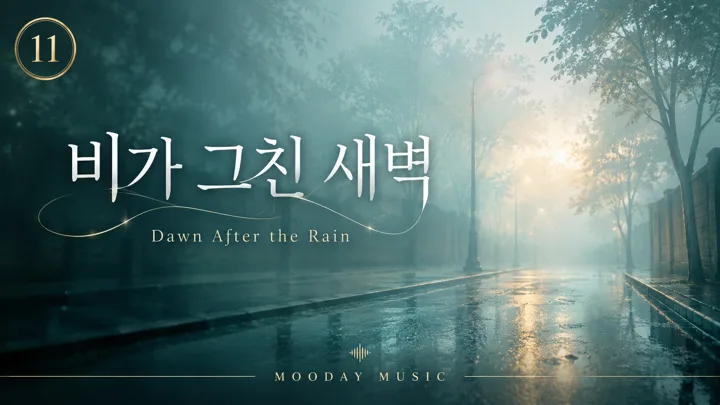 11
비가 그친 새벽
Dawn After the Rain
MOODAY MUSIC